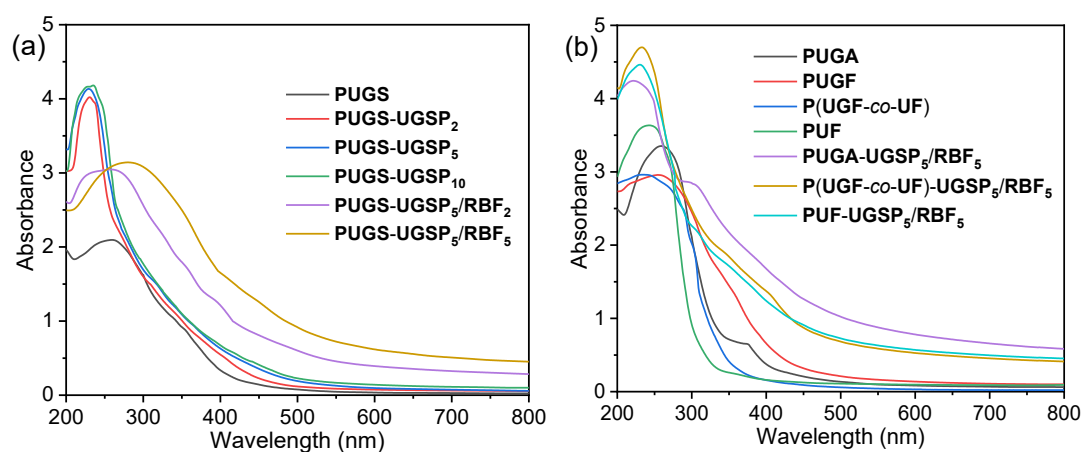 (a)
5
4
3
2
1
0
Absorbance
200 300 400 500 600 700 800
Wavelength (nm)
PUGS
PUGS-UGSP2
PUGS-UGSP5
PUGS-UGSP10
PUGS-UGSP5/RBF2
PUGS-UGSP5/RBF5
(b)
5
4
3
2
1
0
Absorbance
200 300 400 500 600 700 800
Wavelength (nm)
PUGA
PUGF
P(UGF-co-UF)
PUF
PUGA-UGSP5/RBF5
P(UGF-co-UF)-UGSP5/RBF5
PUF-UGSP5/RBF5